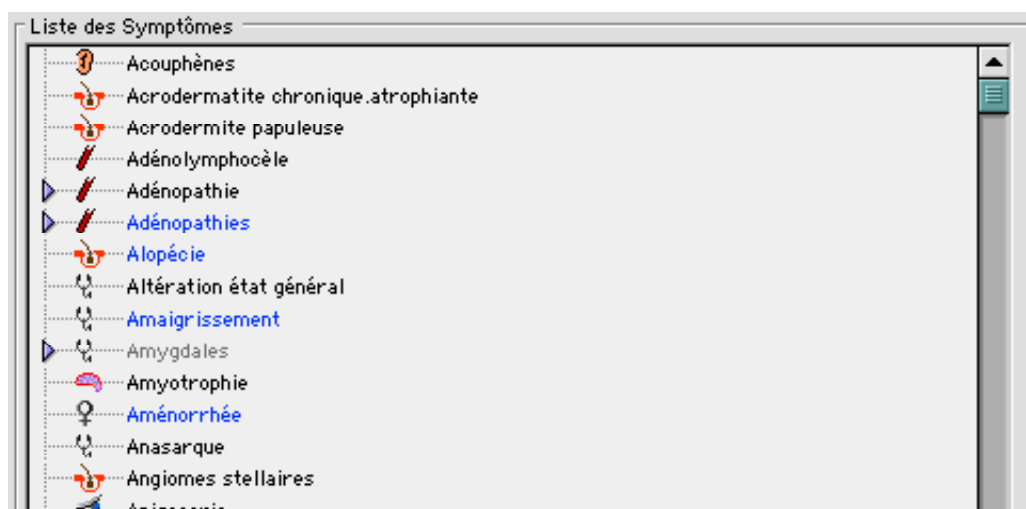 Liste des Symptômes
Acouphènes
Acrodermatite chronique.atrophiante
Acrodermite papuleuse
Adénolymphocèle
Adénopathie
Adénopathies
Alopécie
Altération état général
Amaigrissement
Amygdales
Amyotrophie
Aménorrhée
Anasarque
Angiomes stellaires